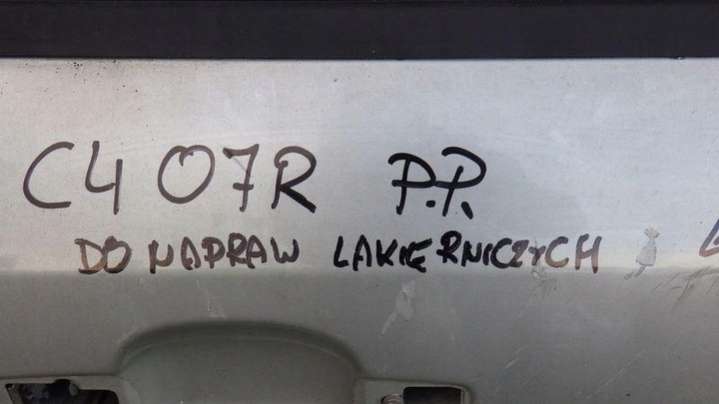 C4 07R P.P.
DO NAPRAW LAKIERNICZYCH